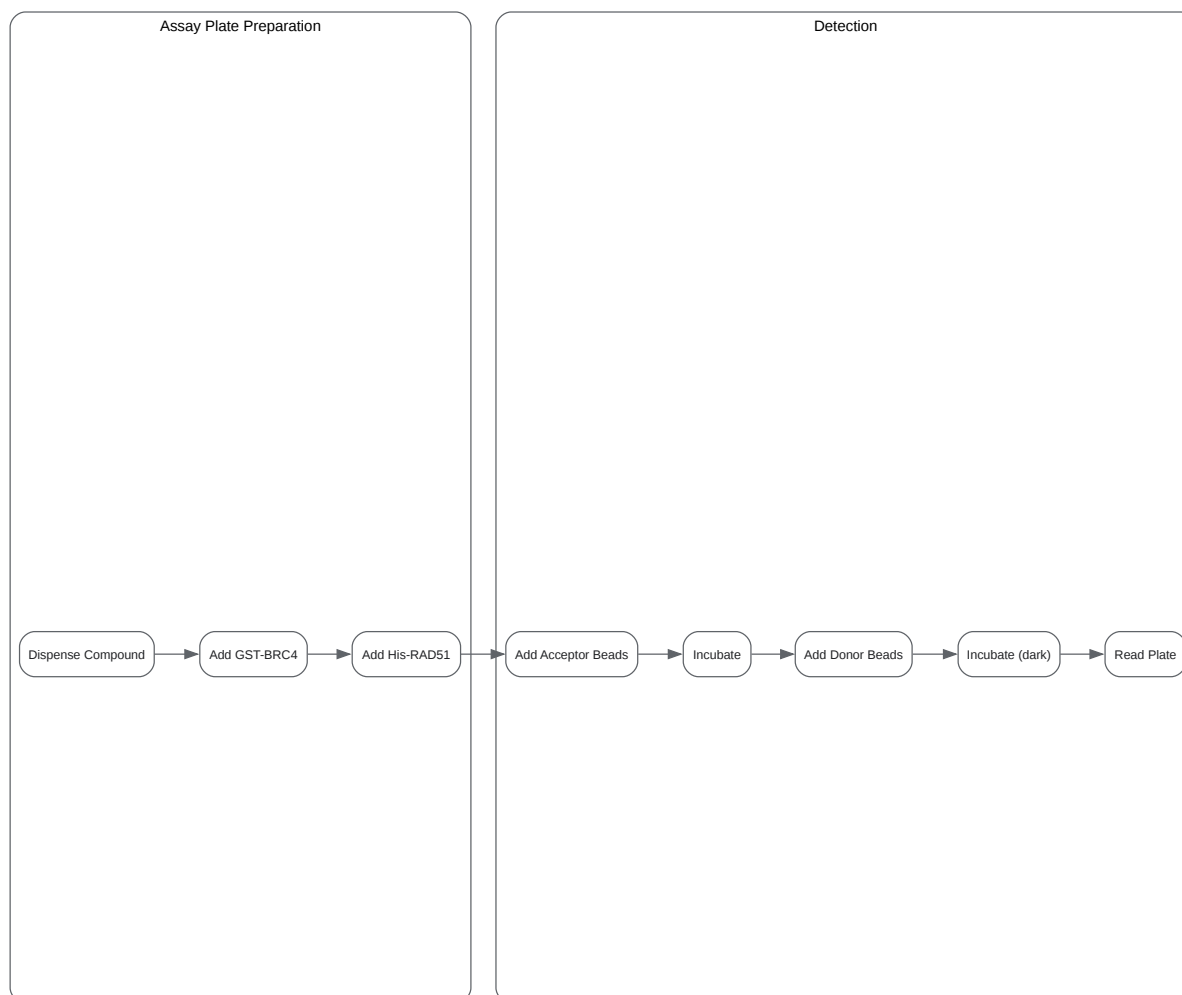 Assay Plate Preparation
Detection
Dispense Compound
Add GST-BRC4
Add His-RAD51
Add Acceptor Beads
Incubate
Add Donor Beads
Incubate (dark)
Read Plate